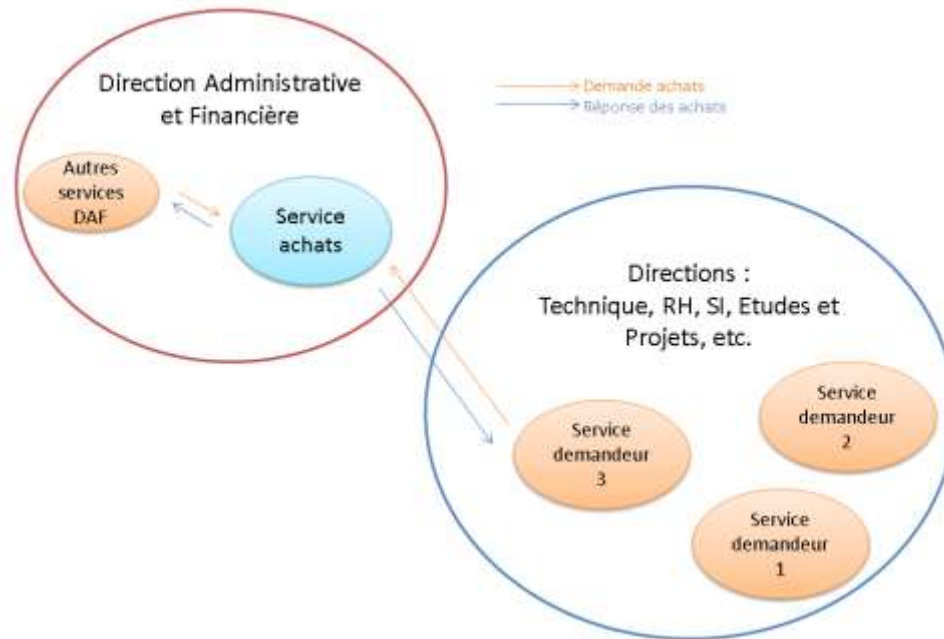 Direction Administrative
et Financière
Demande achats
Réponse des achats
Autres
services
DAF
Service
achats
Directions :
Technique, RH, SI, Etudes et
Projets, etc.
Service
demandeur
2
Service
demandeur
3
Service
demandeur
1